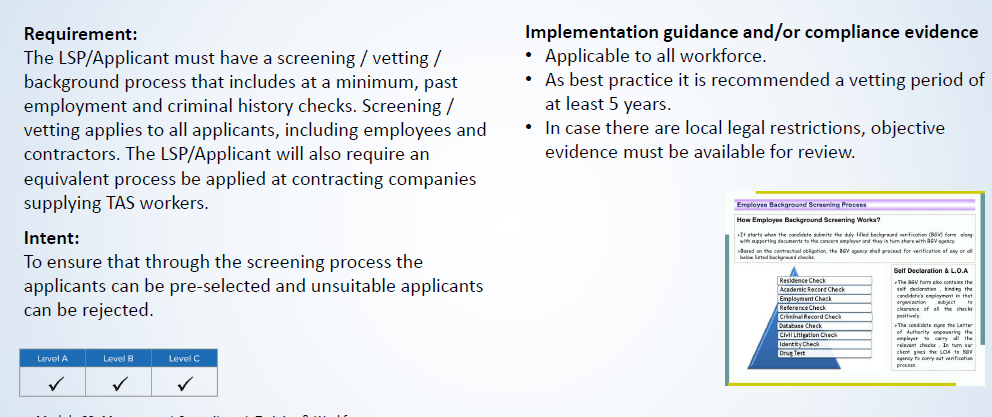 Requirement:
The LSP/Applicant must have a screening / vetting /
background process that includes at a minimum, past
employment and criminal history checks. Screening /
vetting applies to all applicants, including employees and
contractors. The LSP/Applicant will also require an
equivalent process be applied at contracting companies
supplying TAS workers.
Intent:
To ensure that through the screening process the
applicants can be pre-selected and unsuitable applicants
can be rejected.
Level A Level B Level C
✓ ✓ ✓
Implementation guidance and/or compliance evidence
• Applicable to all workforce.
• As best practice it is recommended a vetting period of
at least 5 years.
• In case there are local legal restrictions, objective
evidence must be available for review.
Employee Background Screening Process
How Employee Background Screening Works?
➢It starts when the candidate submits the duly filled background verification (BGV) form along
with supporting documents to the concern employer and they in turn share with BGV agency.
➢Based on the contractual obligation, the BGV agency shall proceed for verification of any or all
below listed background checks.
Residence Check
Academic Record Check
Employment Check
Reference Check
Criminal Record Check
Database Check
Civil Litigation Check
Identity Check
Drug Test
Self Declaration & L.O.A
➢The BGV form also contains the
self declaration , binding the
candidate's employment in that
organization subject to
clearance of all the checks
positively.
➢The candidate signs the Letter
of Authority empowering the
employer to carry all the
relevant checks . In turn our
client gives the LOA to BGV
agency to carry out verification
process.